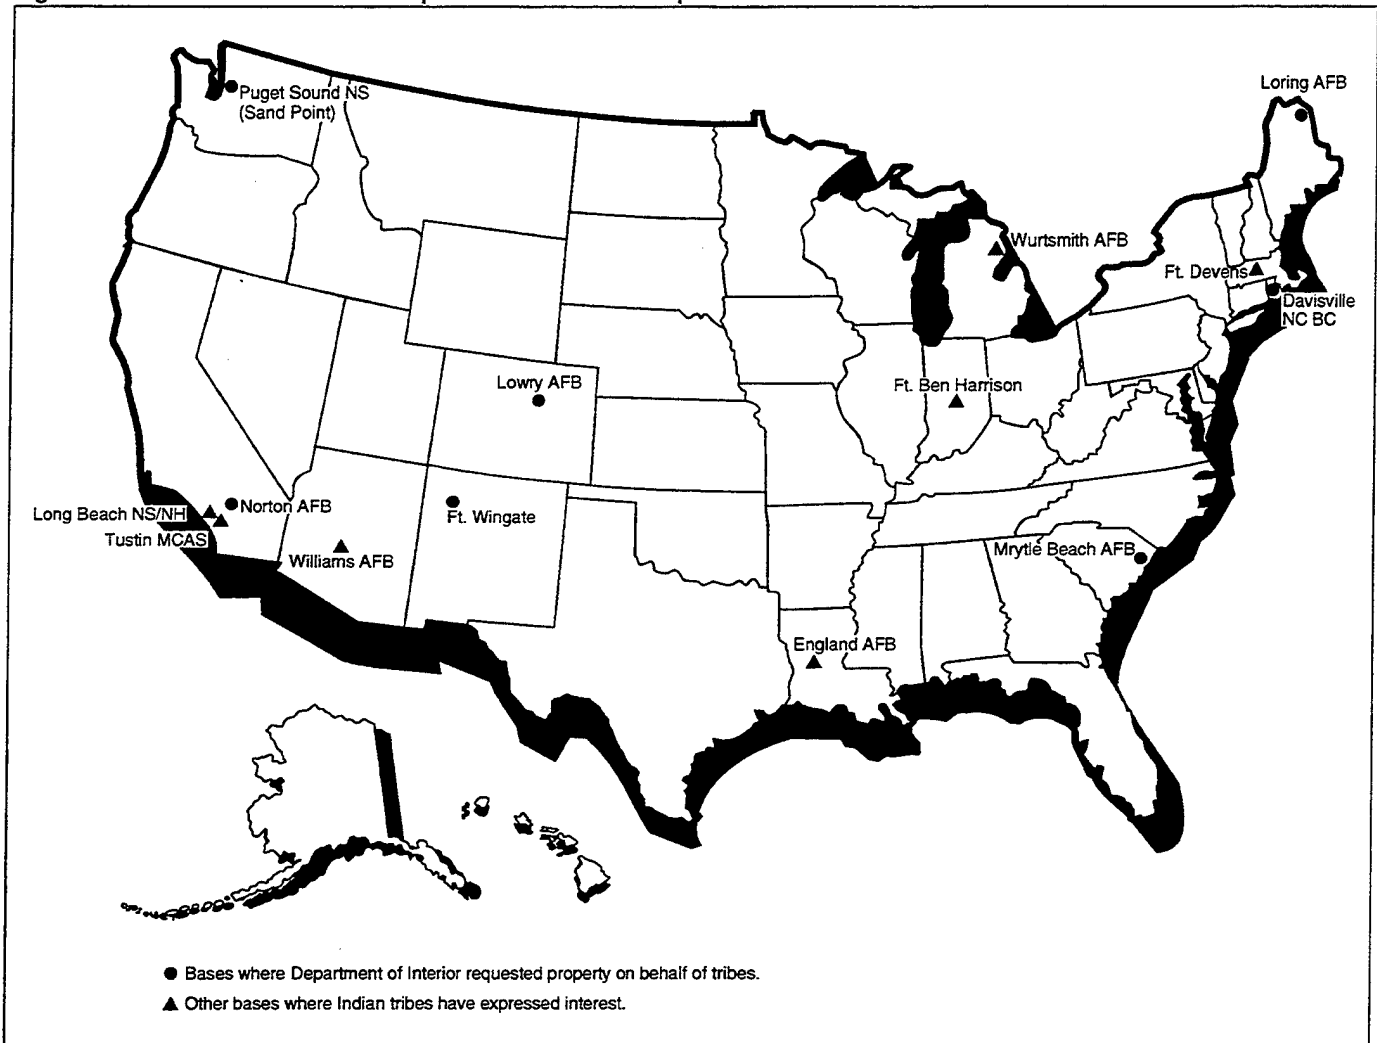 Puget Sound NS
(Sand Point)
Loring AFB
Wurtsmith AFB
Ft. Devens
Davisville
NC BC
Lowry AFB
Ft. Ben Harrison
Long Beach NS/NH
Norton AFB
Tustin MCAS
Ft. Wingate
Williams AFB
Mrytle Beach AFB
England AFB
Bases where Department of Interior requested property on behalf of tribes.
Other bases where Indian tribes have expressed interest.